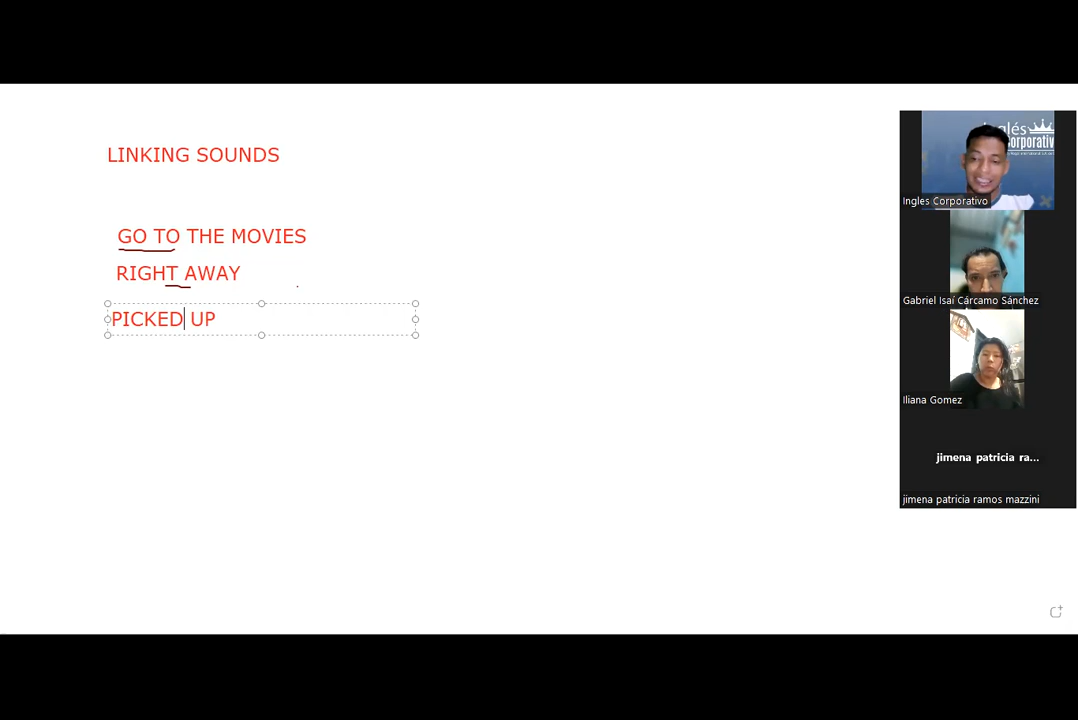 LINKING SOUNDS
GO TO THE MOVIES
RIGHT AWAY
PICKED UP
Ingles Corporativo
Gabriel Isaí Cárcamo Sánchez
Iliana Gomez
jimena patricia ra...
jimena patricia ramos mazzini